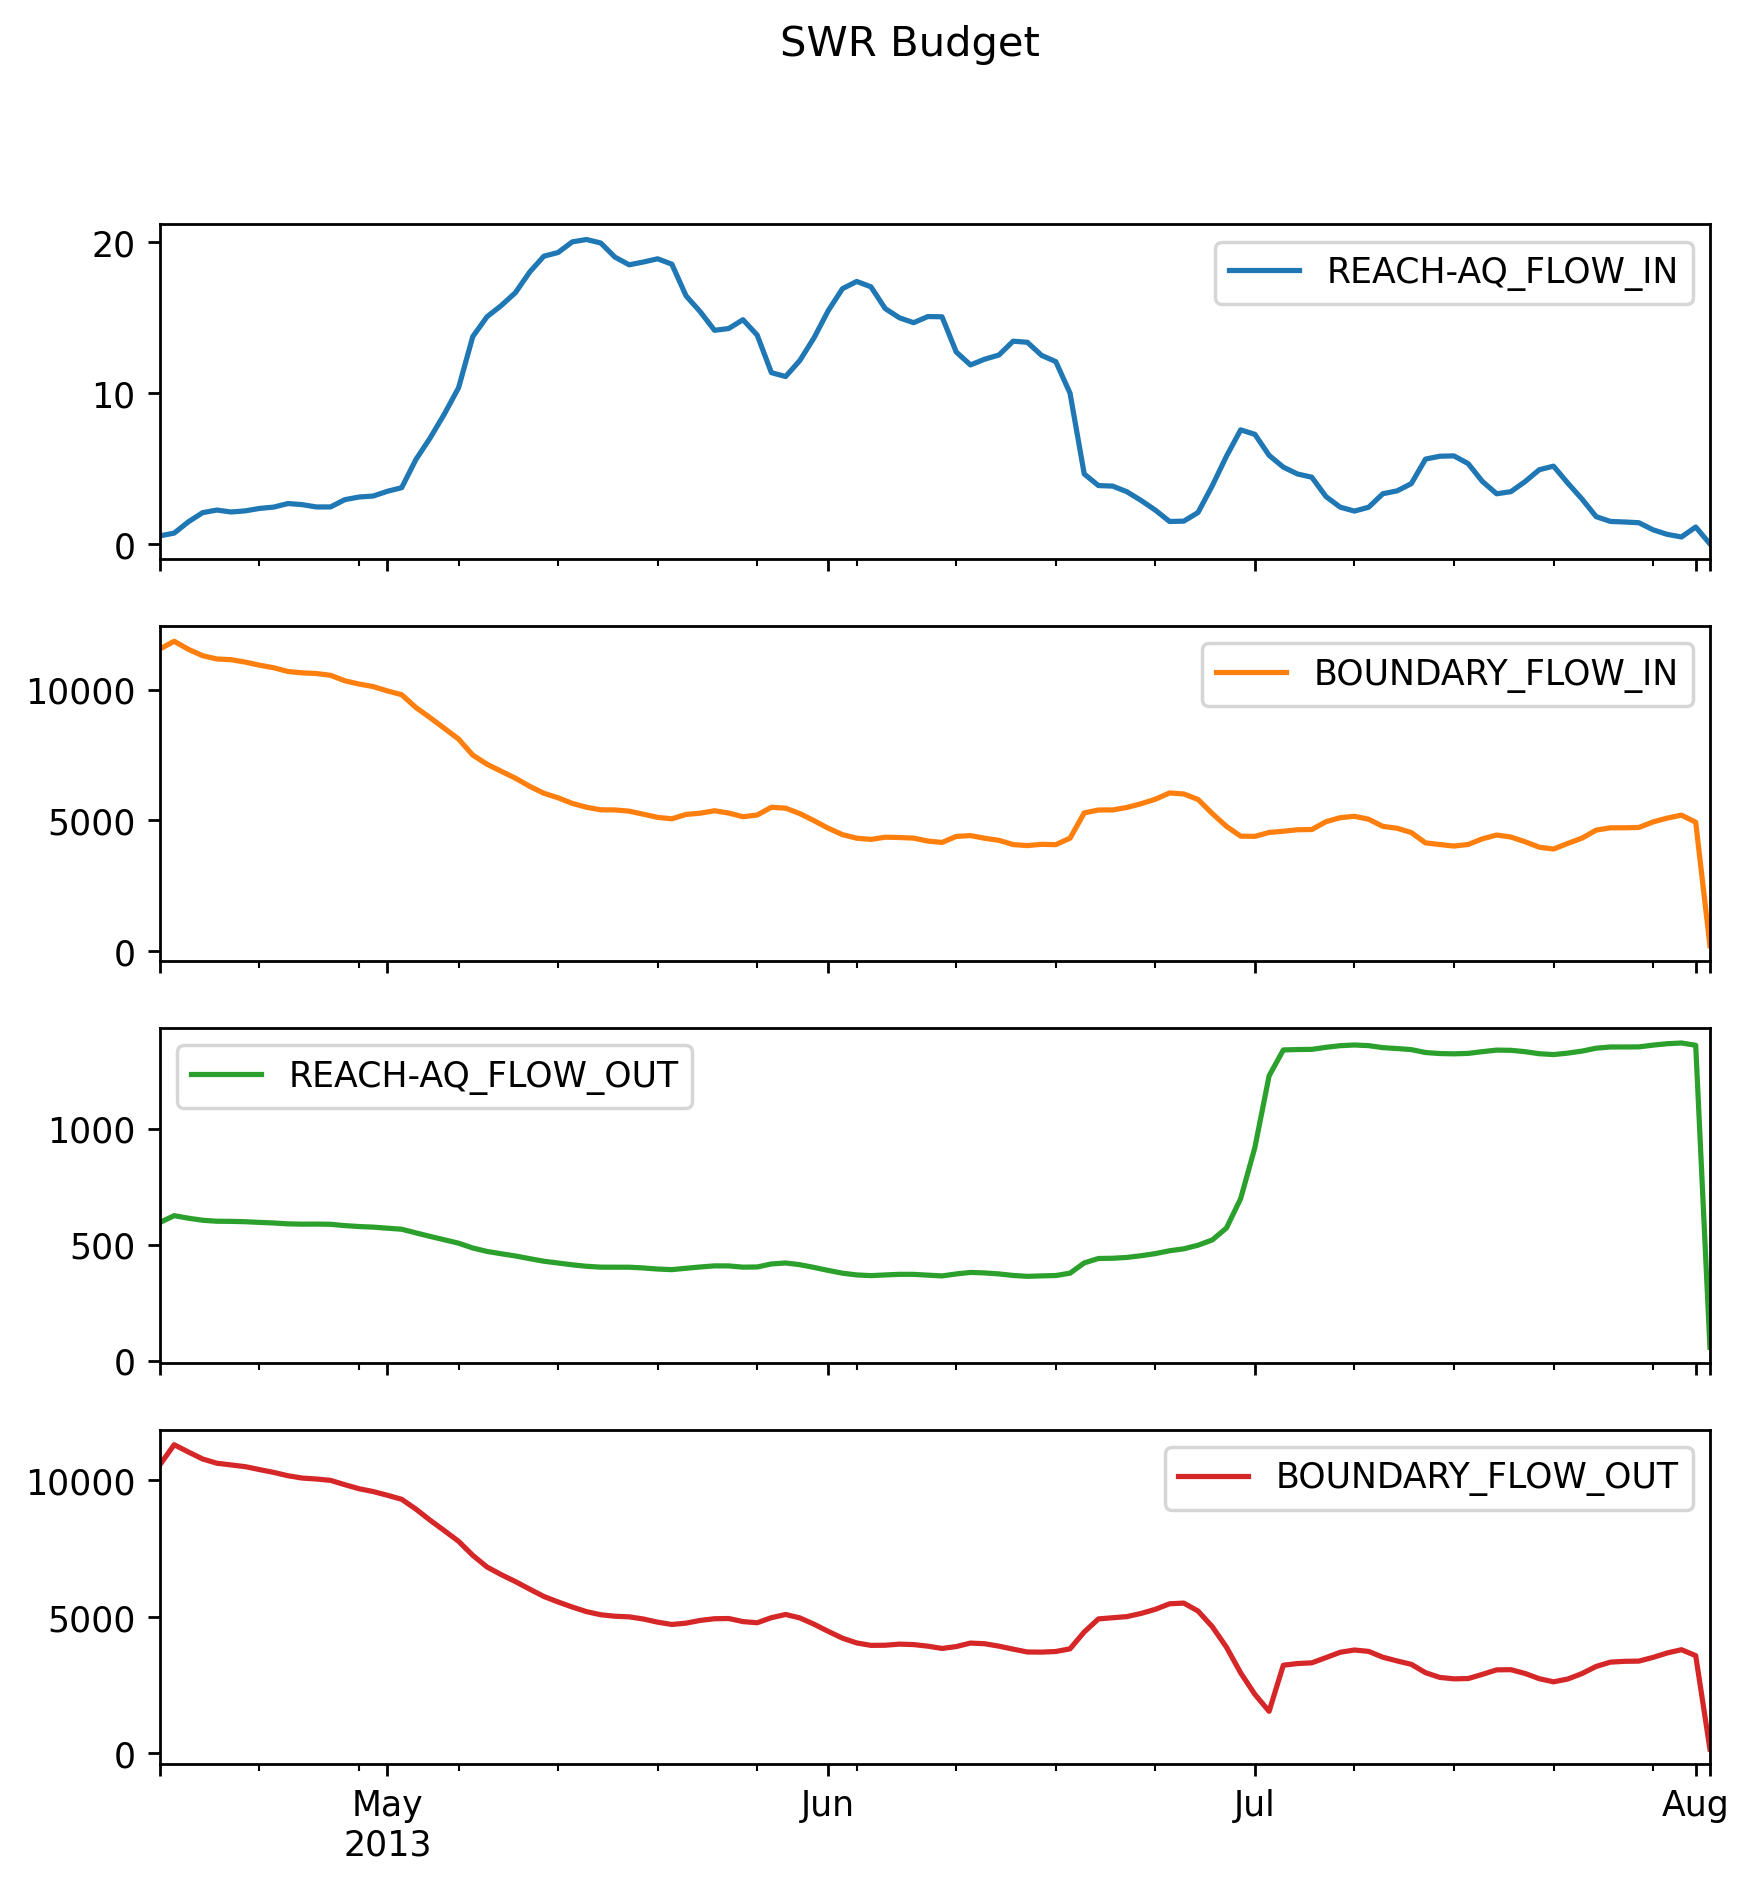 SWR Budget
20
10
0
REACH-AQ_FLOW_IN
10000
5000
0
BOUNDARY_FLOW_IN
1000
500
0
REACH-AQ_FLOW_OUT
10000
5000
0
BOUNDARY_FLOW_OUT
May Jun Jul Aug
2013